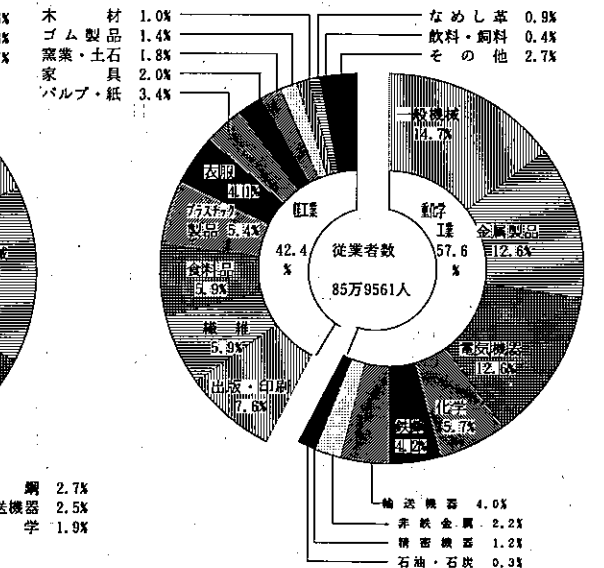 木材 1.0%
ゴム製品 1.4%
窯業・土石 1.8%
家具 2.0%
パルプ・紙 3.4%
なめし革 0.9%
飲料・飼料 0.4%
その他 2.7%
一般機械
14.7%
金属製品
12.6%
電気機器
12.6%
化学
5.7%
鉄鋼
4.2%
輸送機器 4.0%
非鉄金属 2.2%
精密機器 1.2%
石油・石炭 0.3%
衣服
4.1%
プラスチック
製品 5.4%
食料品
5.9%
繊維
5.9%
出版・印刷
7.6%
軽工業
42.4
%
重化学
工業
57.6
%
従業者数
85万9561人
鋼 2.7%
送機器 2.5%
学 1.9%